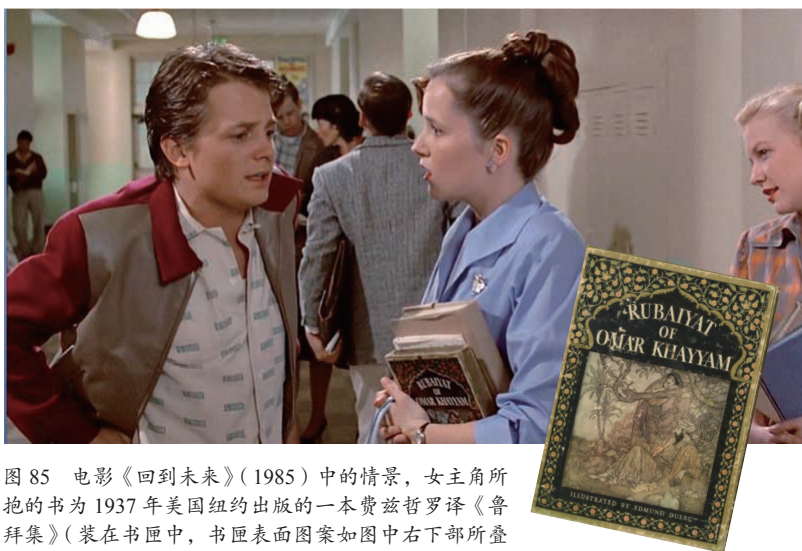 RUBAIYAT
OF
OMAR KHAYYAM
RUBAIYAT
OF
OMAR KHAYYAM
ILLUSTRATED BY EDMUND DULAC
图 85 电影《回到未来》（1985）中的情景，女主角所
抱的书为 1937 年美国纽约出版的一本费兹哲罗译《鲁
拜集》（装在书匣中，书匣表面图案如图中右下部所叠